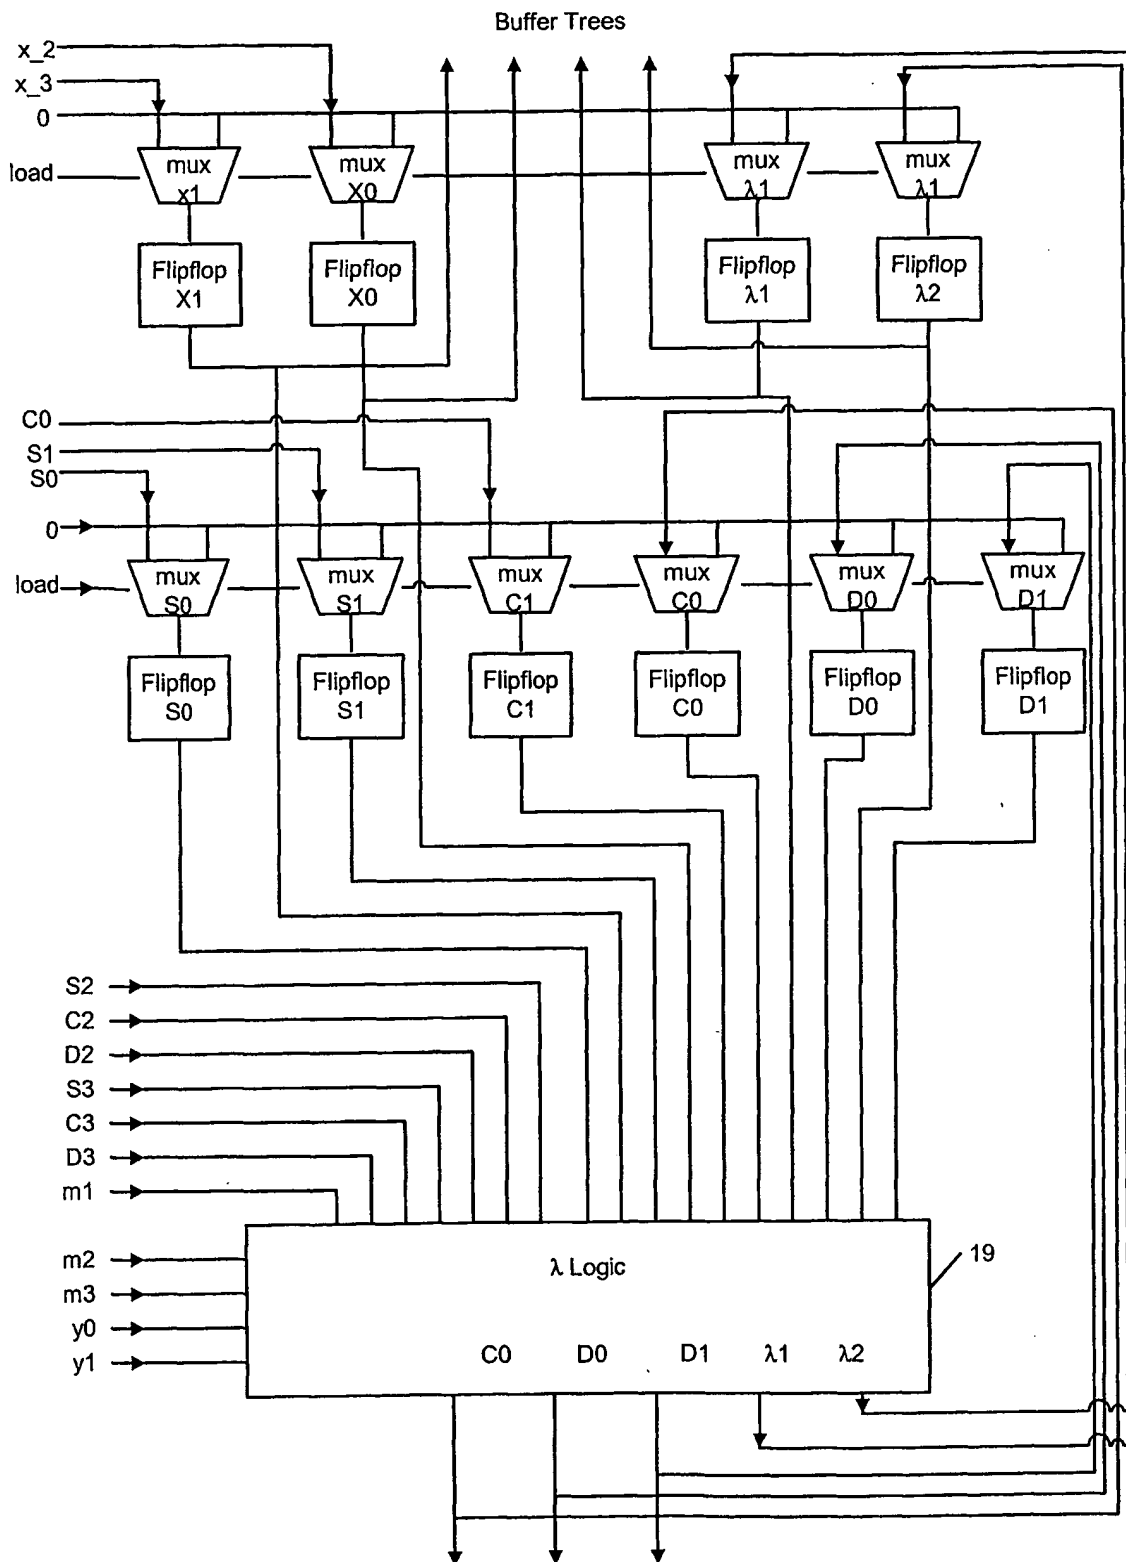 Buffer Trees
x_2
x_3
0
load
mux x1
mux X0
mux λ1
mux λ1
Flipflop X1
Flipflop X0
Flipflop λ1
Flipflop λ2
C0
S1
S0
0
load
mux S0
mux S1
mux C1
mux C0
mux D0
mux D1
Flipflop S0
Flipflop S1
Flipflop C1
Flipflop C0
Flipflop D0
Flipflop D1
S2
C2
D2
S3
C3
D3
m1
m2
m3
y0
y1
λ Logic
19
C0 D0 D1 λ1 λ2